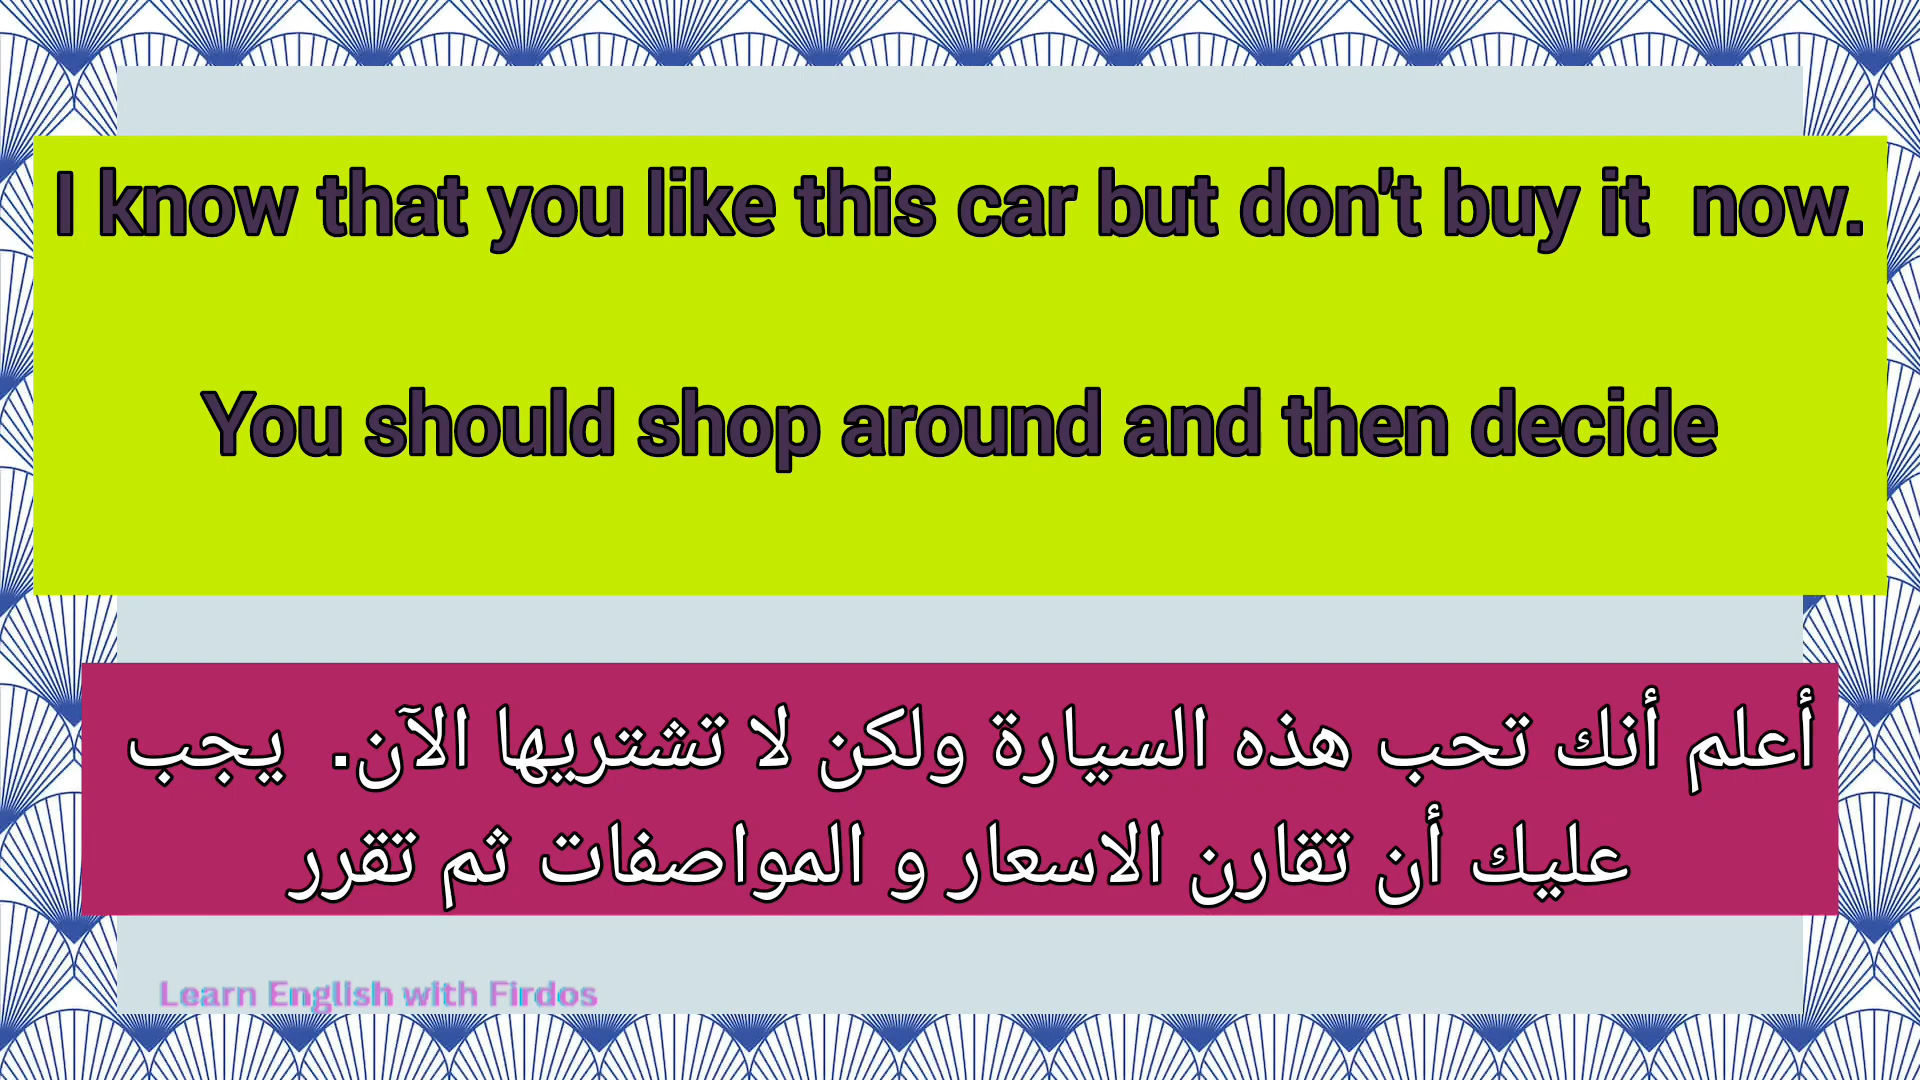 I know that you like this car but don't buy it  now.
You should shop around and then decide
أعلم أنك تحب هذه السيارة ولكن لا تشتريها الآن.  يجب
عليك أن تقارن الاسعار و المواصفات ثم تقرر
Learn English with Firdos